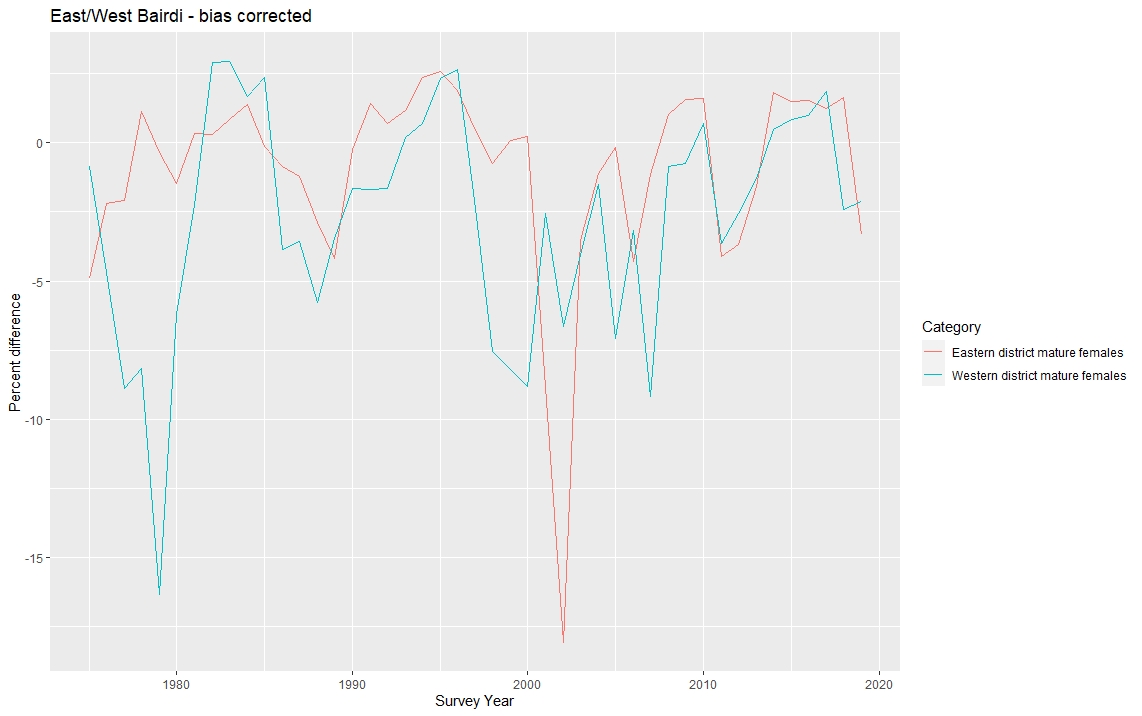 East/West Bairdi - bias corrected
Percent difference
0
-5
-10
-15
1980
1990
2000
2010
2020
Survey Year
Category
Eastern district mature females
Western district mature females